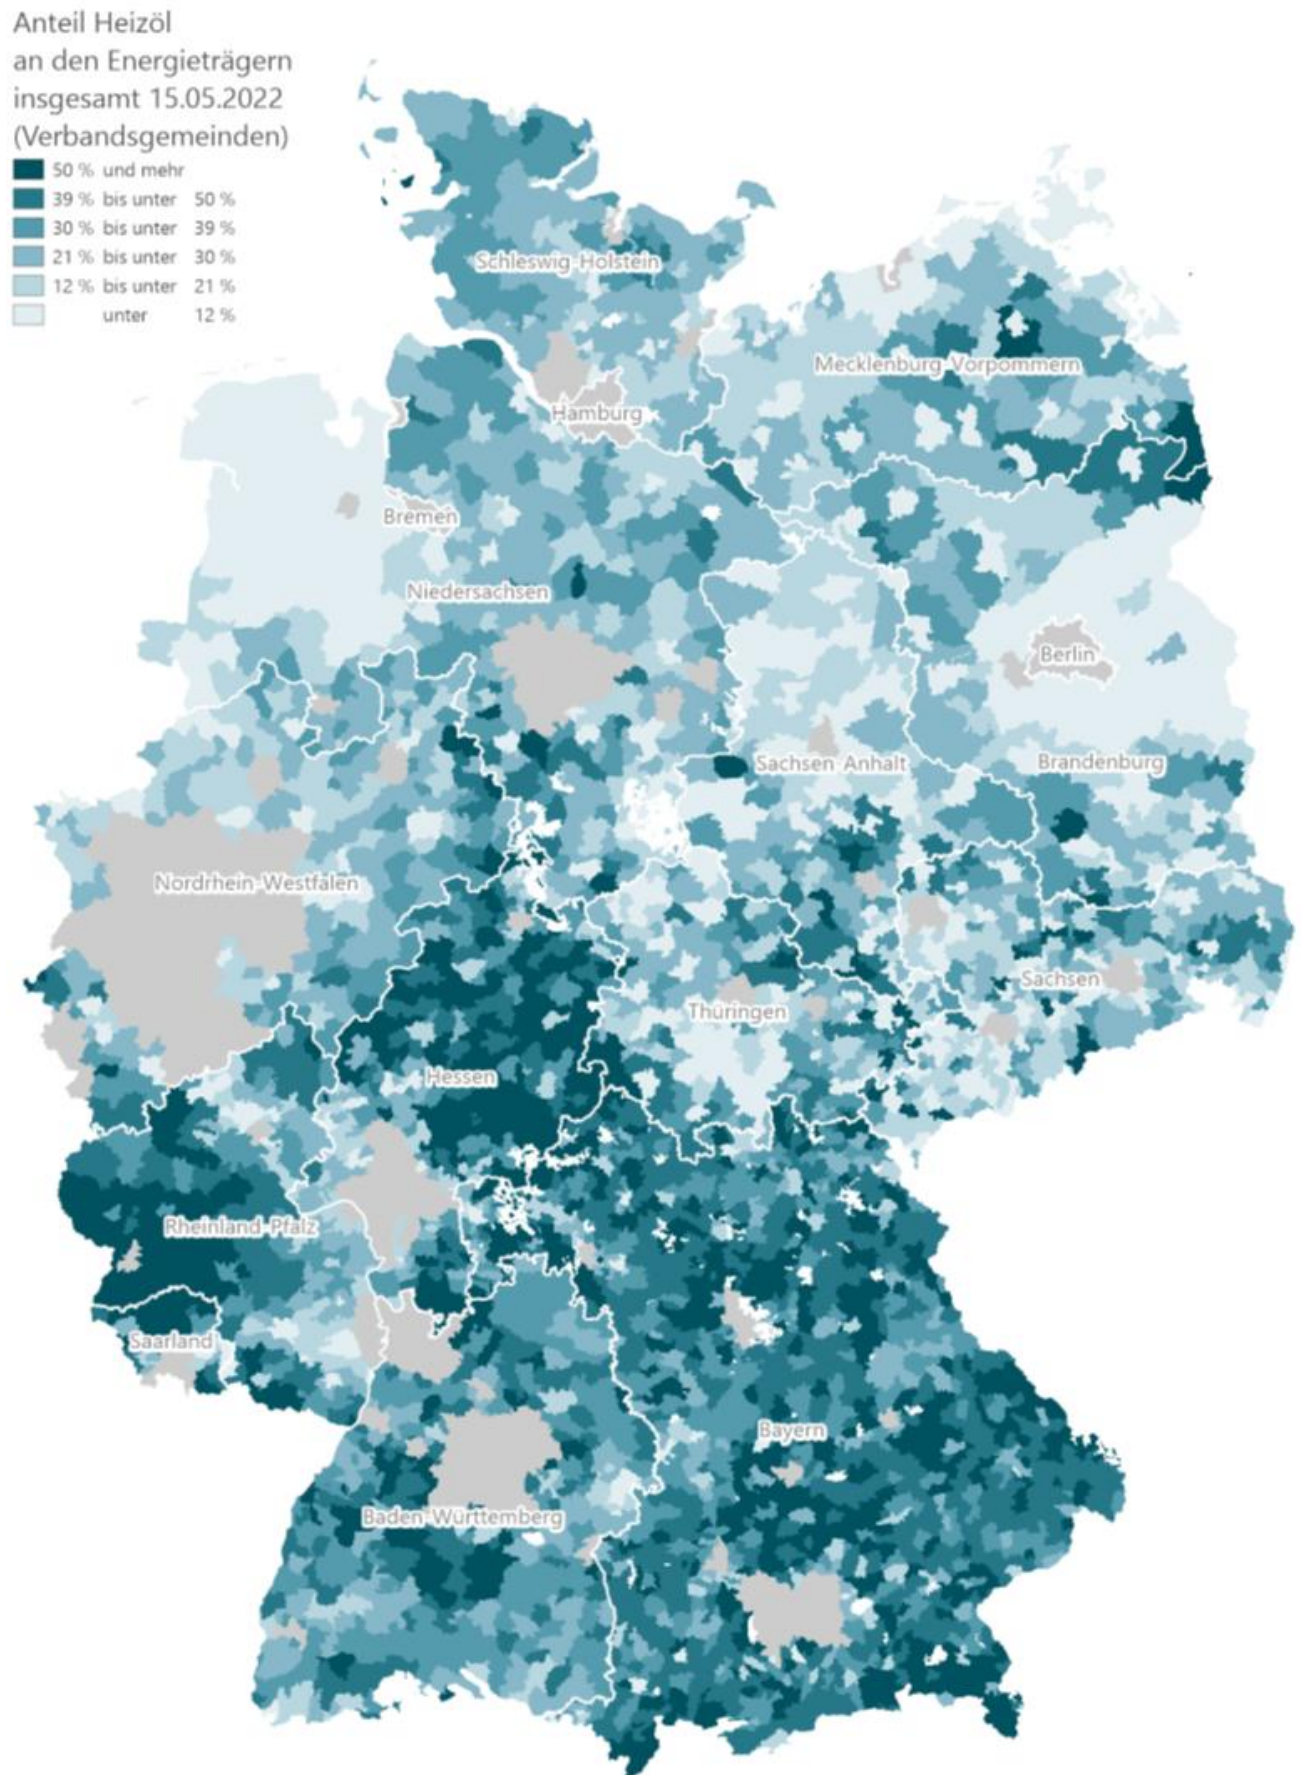 Anteil Heizöl
an den Energieträgern
insgesamt 15.05.2022
(Verbandsgemeinden)
50 % und mehr
39 % bis unter 50 %
30 % bis unter 39 %
21 % bis unter 30 %
12 % bis unter 21 %
unter 12 %
Schleswig-Holstein
Mecklenburg-Vorpommern
Hamburg
Bremen
Niedersachsen
Berlin
Sachsen-Anhalt
Brandenburg
Nordrhein-Westfalen
Sachsen
Thüringen
Hessen
Rheinland-Pfalz
Saarland
Bayern
Baden-Württemberg